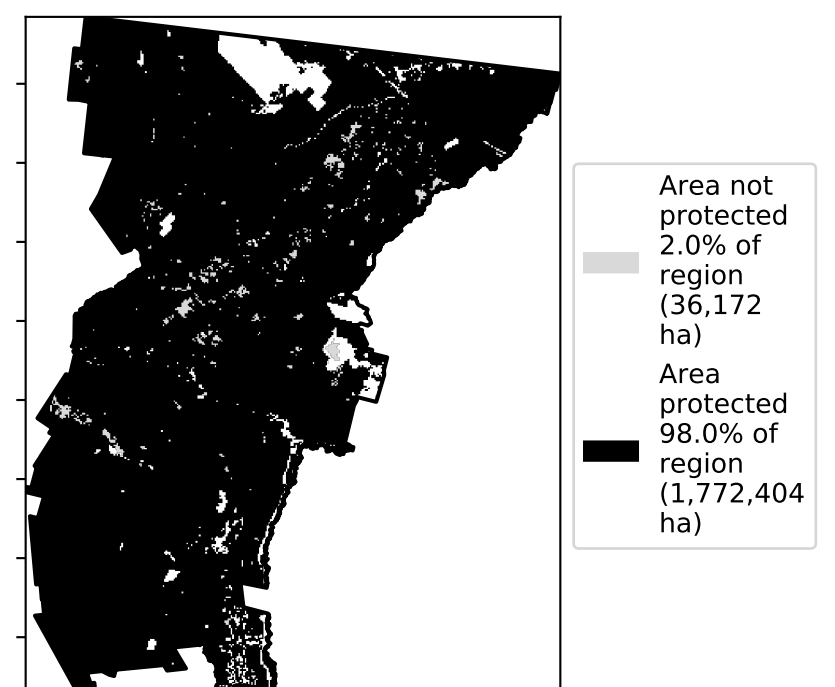 Area not
protected
2.0% of
region
(36,172
ha)
Area
protected
98.0% of
region
(1,772,404
ha)